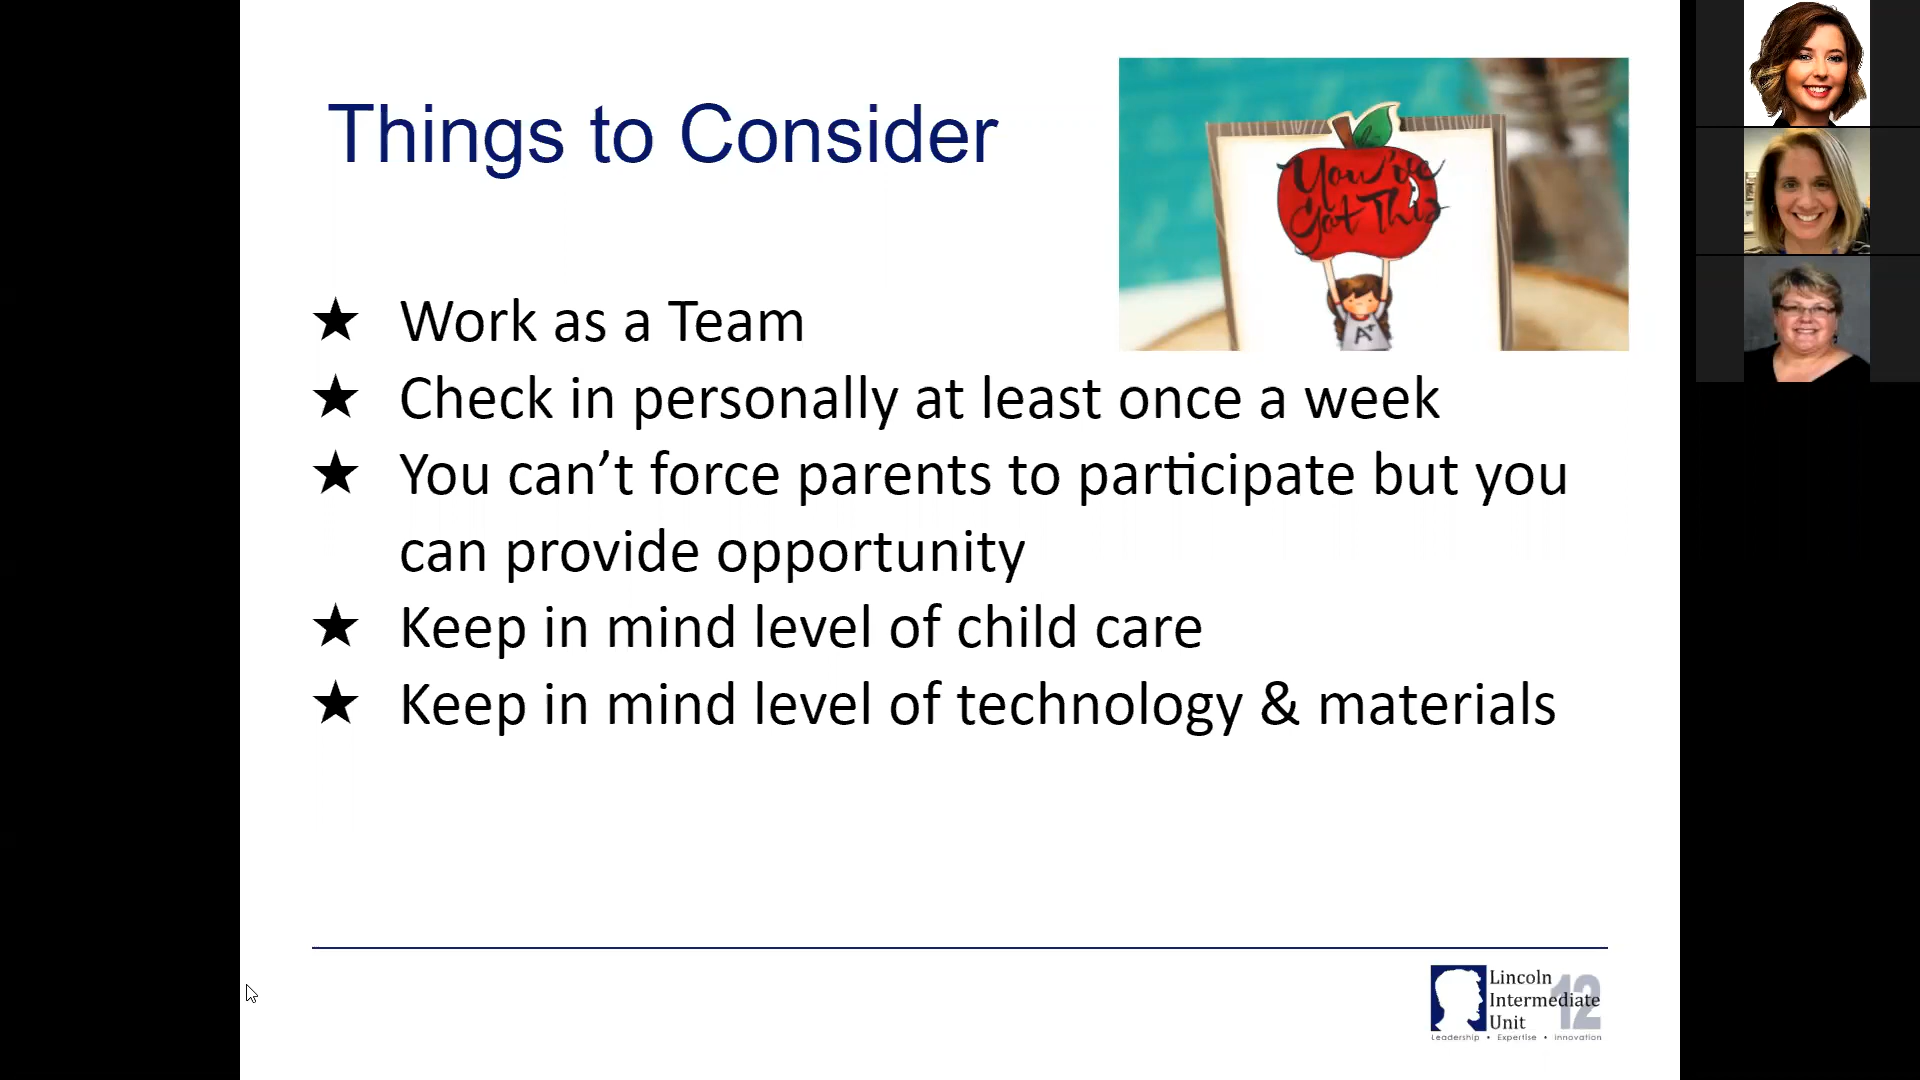 Things to Consider
You've
Got This
A+
★ Work as a Team
★ Check in personally at least once a week
★ You can’t force parents to participate but you
can provide opportunity
★ Keep in mind level of child care
★ Keep in mind level of technology & materials
Lincoln
Intermediate
Unit
12
Leadership • Expertise • Innovation